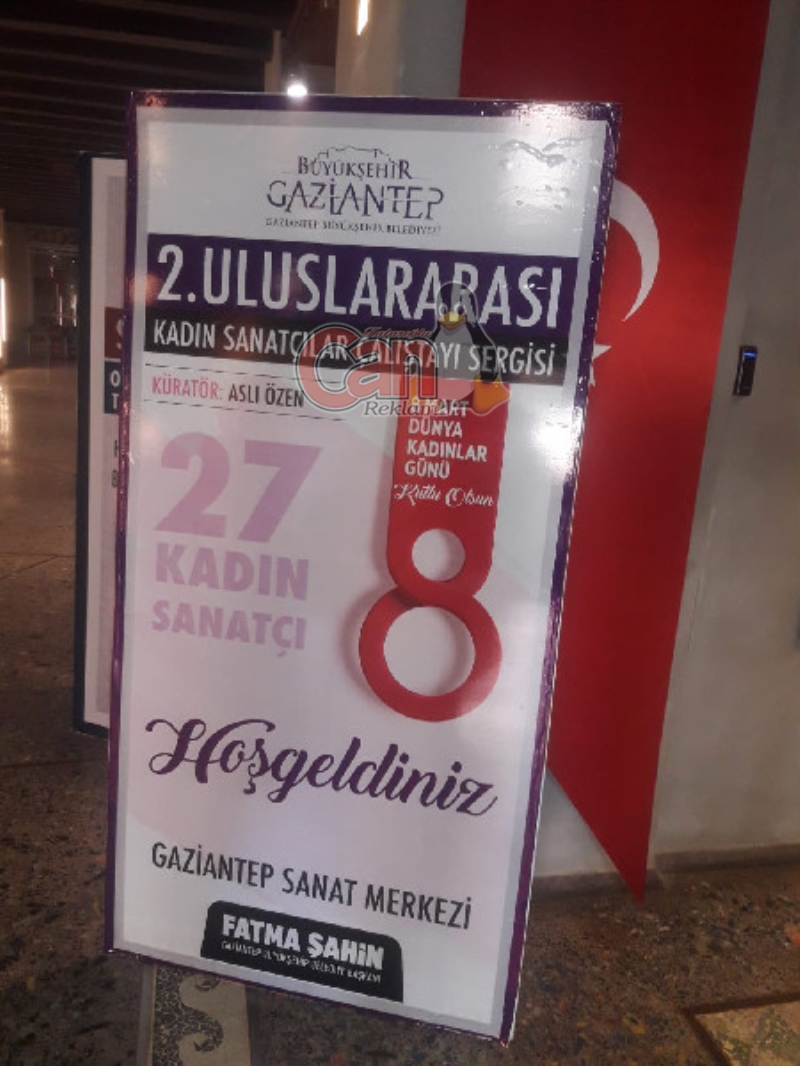 BÜYÜKŞEHİR
GAZİANTEP
GAZİANTEP BÜYÜKŞEHİR BELEDİYESİ
2.ULUSLARARASI
KADIN SANATÇILAR ÇALIŞTAYI SERGİSİ
KÜRATÖR: ASLI ÖZEN
Can
Reklam
8 MART
DÜNYA
KADINLAR
GÜNÜ
Kutlu Olsun
8
27
KADIN
SANATÇI
Hoşgeldiniz
GAZİANTEP SANAT MERKEZİ
FATMA ŞAHİN
GAZİANTEP BÜYÜKŞEHİR BELEDİYE BAŞKANI